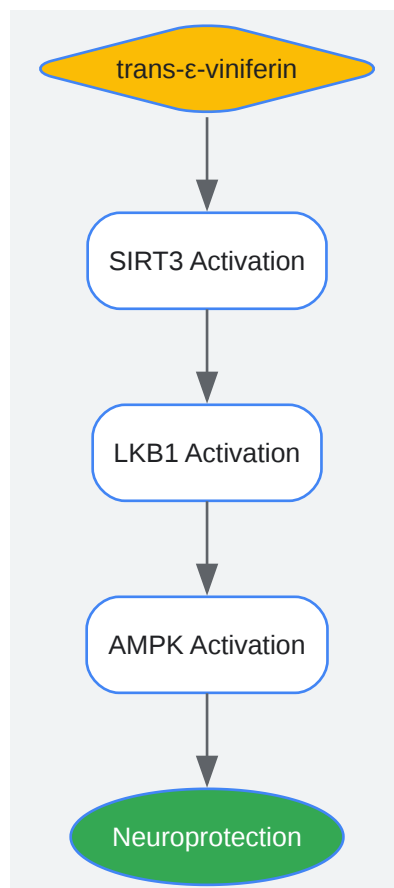 trans-ε-viniferin
SIRT3 Activation
LKB1 Activation
AMPK Activation
Neuroprotection